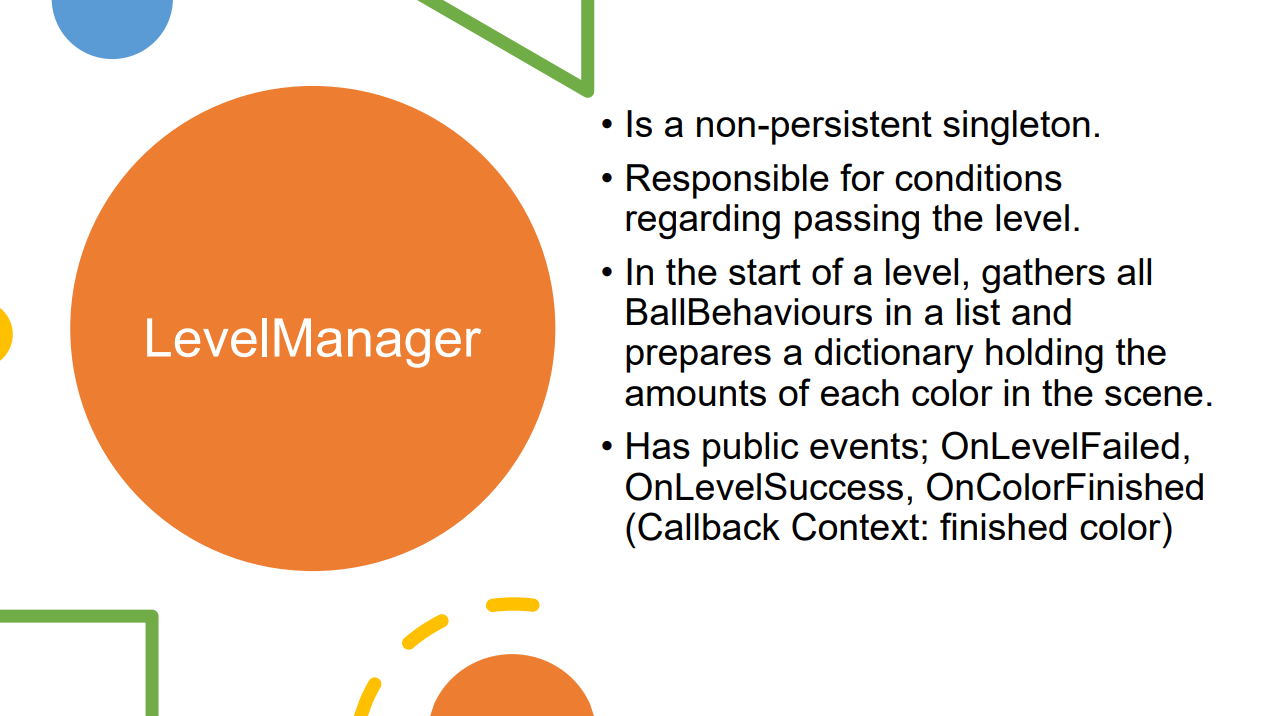 LevelManager
• Is a non-persistent singleton.
• Responsible for conditions
regarding passing the level.
• In the start of a level, gathers all
BallBehaviours in a list and
prepares a dictionary holding the
amounts of each color in the scene.
• Has public events; OnLevelFailed,
OnLevelSuccess, OnColorFinished
(Callback Context: finished color)